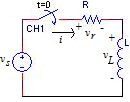 t=0
R
CH1
+ v_r -
i
v_s
+
-
+
v_L
-
L